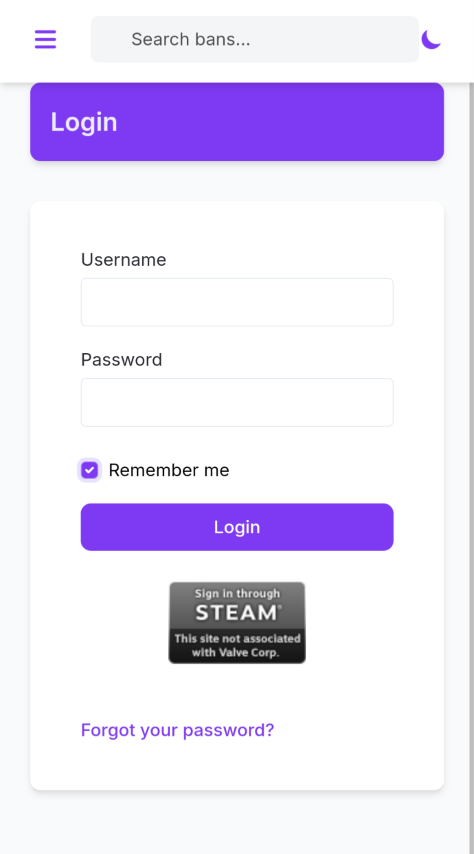 Search bans...
Login
Username
Password
Remember me
Login
Sign in through
STEAM®
This site not associated
with Valve Corp.
Forgot your password?